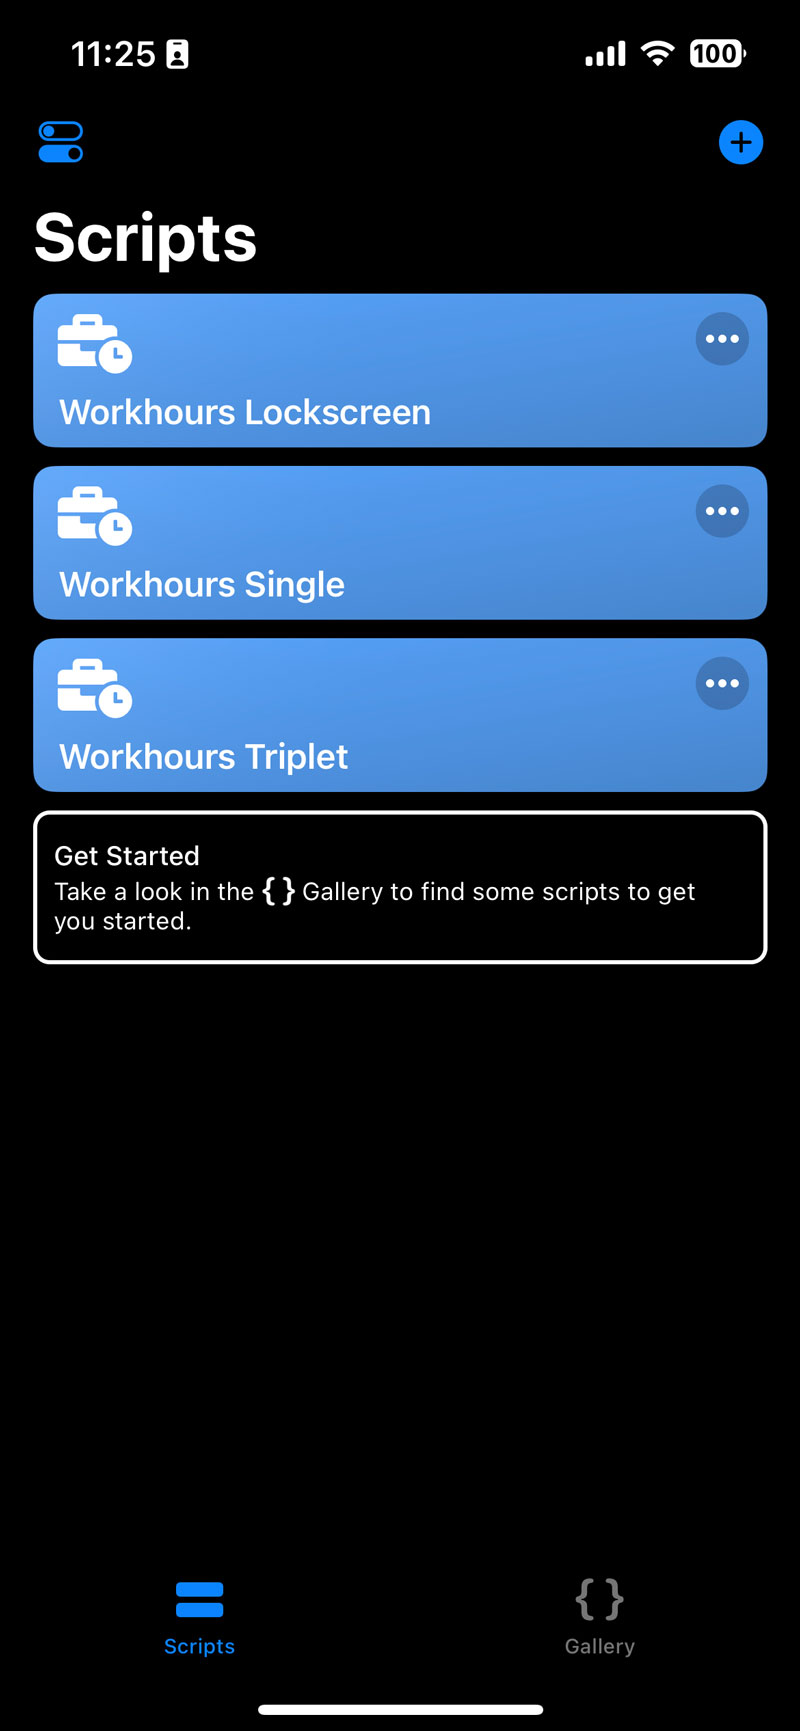 11:25
100
Scripts
Workhours Lockscreen
Workhours Single
Workhours Triplet
Get Started
Take a look in the { } Gallery to find some scripts to get
you started.
Scripts
{ }
Gallery